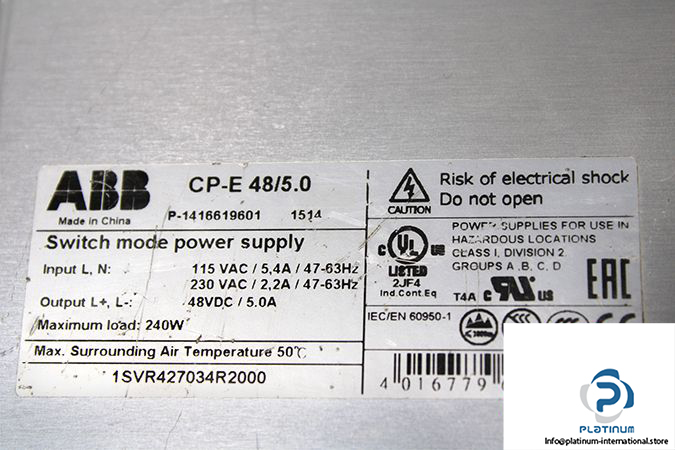 ABB
CP-E 48/5.0
Made in China
P-1416619601 1514
Switch mode power supply
Input L, N: 115 VAC / 5,4A / 47-63Hz
230 VAC / 2,2A / 47-63Hz
Output L+, L-: 48VDC / 5.0A
Maximum load: 240W
Max. Surrounding Air Temperature 50℃
1SVR427034R2000
CAUTION
Risk of electrical shock
Do not open
C UL US
LISTED
2JF4
Ind.Cont.Eq
POWER SUPPLIES FOR USE IN
HAZARDOUS LOCATIONS
CLASS I, DIVISION 2
GROUPS A ,B, C, D
T4A C US
EAC
IEC/EN 60950-1
4 016779
PLATINUM
Info@platinum-international.store